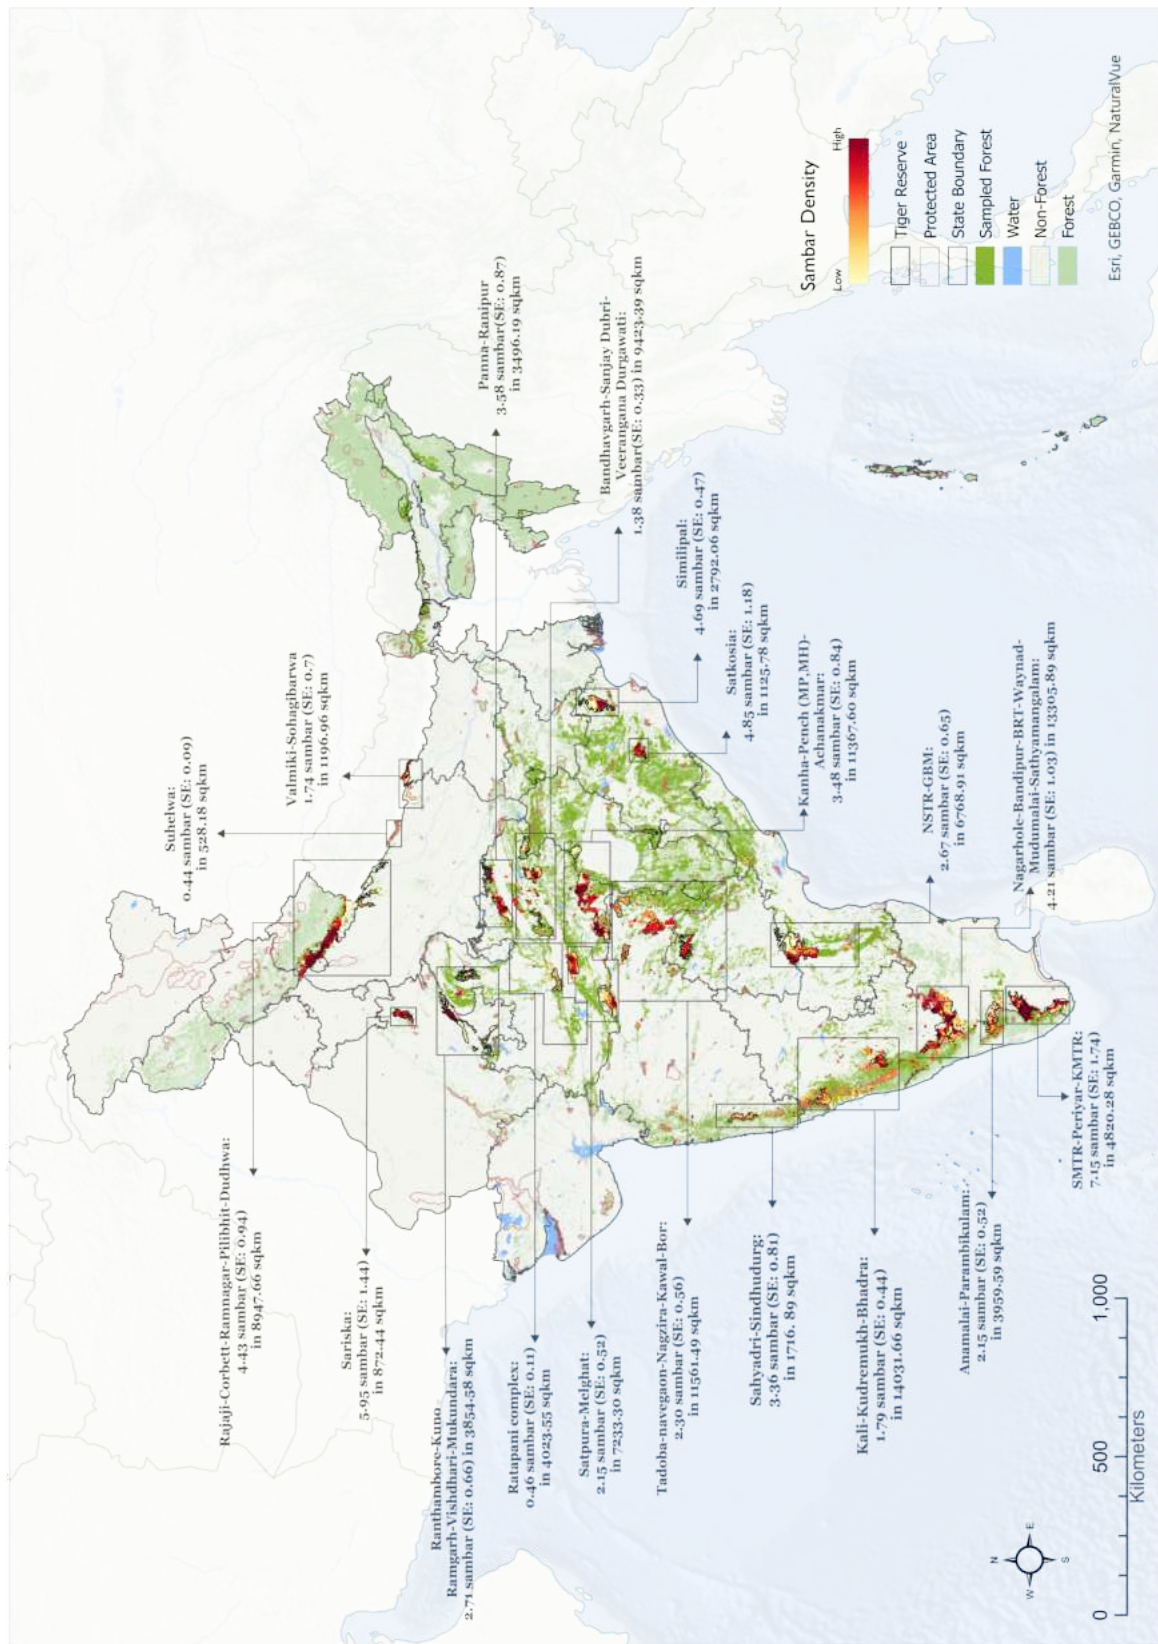 Suhelwa:
0.44 sambar (SE: 0.09)
in 528.18 sqkm
Valmiki-Sohagibarwa
1.74 sambar (SE: 0.7)
in 1196.96 sqkm
Panna-Ranipur
3.58 sambar(SE: 0.87)
in 3496.19 sqkm
Bandhavgarh-Sanjay Dubri-
Veerangana Durgawati:
1.38 sambar(SE: 0.33) in 9423.39 sqkm
Similipal:
4.69 sambar (SE: 0.47)
in 2792.06 sqkm
Satkosia:
4.85 sambar (SE: 1.18)
in 1125.78 sqkm
Kanha-Pench (MP,MH)-
Achanakmar:
3.48 sambar (SE: 0.84)
in 11367.60 sqkm
NSTR-GBM:
2.67 sambar (SE: 0.65)
in 6768.91 sqkm
Nagarhole-Bandipur-BRT-Waynad-
Mudumalai-Sathyamangalam:
4.21 sambar (SE: 1.03) in 13305.89 sqkm
Rajaji-Corbett-Ramnagar-Pilibhit-Dudhwa:
4.43 sambar (SE: 0.94)
in 8947.66 sqkm
Sariska:
5.95 sambar (SE: 1.44)
in 872.44 sqkm
Ranthambore-Kuno-
Ramgarh-Vishdhari-Mukundara:
2.71 sambar (SE: 0.66) in 3854.58 sqkm
Ratapani complex:
0.46 sambar (SE: 0.11)
in 4023.55 sqkm
Satpura-Melghat:
2.15 sambar (SE: 0.52)
in 7233.30 sqkm
Tadoba-navegaon-Nagzira-Kawal-Bor:
2.30 sambar (SE: 0.56)
in 11561.49 sqkm
Sahyadri-Sindhudurg:
3.36 sambar (SE: 0.81)
in 1716. 89 sqkm
Kali-Kudremukh-Bhadra:
1.79 sambar (SE: 0.44)
in 14031.66 sqkm
Anamalai-Parambikulam:
2.15 sambar (SE: 0.52)
in 3959.59 sqkm
SMTR-Periyar-KMTR:
7.15 sambar (SE: 1.74)
in 4820.28 sqkm
Sambar Density
Low High
Tiger Reserve
Protected Area
State Boundary
Sampled Forest
Water
Non-Forest
Forest
Esri, GEBCO, Garmin, NaturalVue
N
W E
S
0 500 1,000
Kilometers